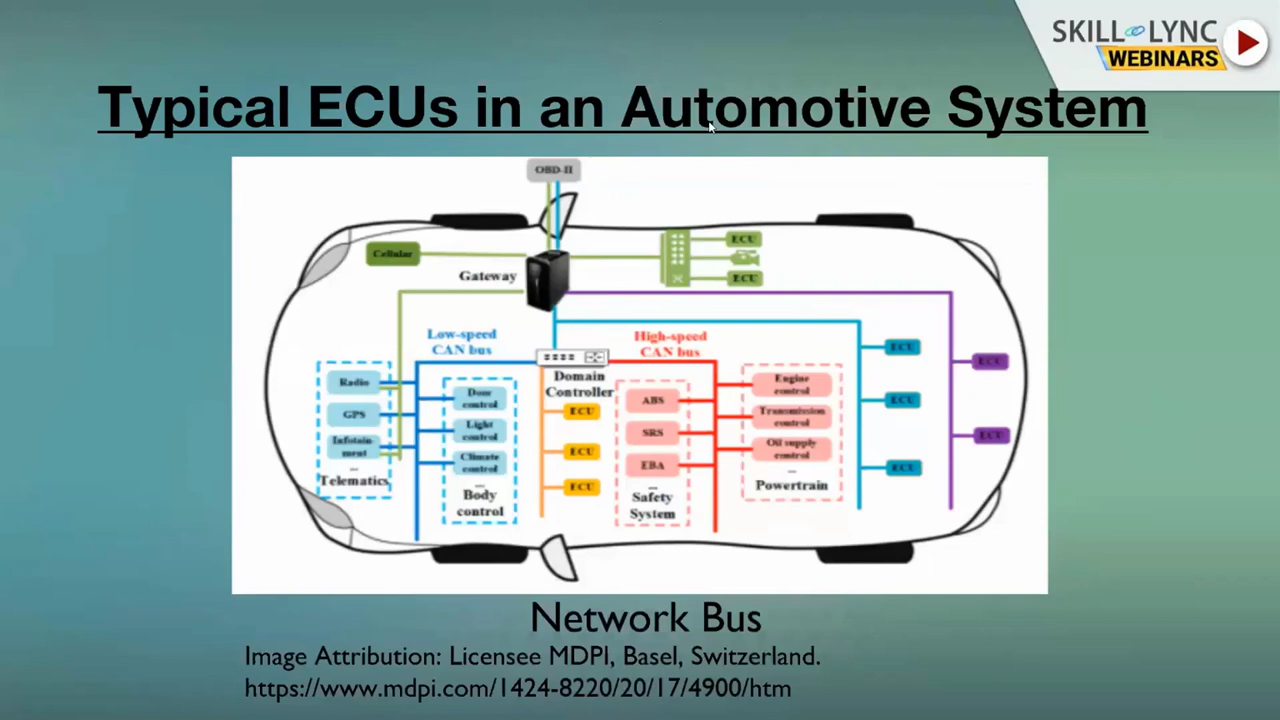 SKILL LYNC
WEBINARS
Typical ECUs in an Automotive System
OBD-II
Cellular
Gateway
ECU
ECU
Low-speed
CAN bus
High-speed
CAN bus
Domain
Controller
Radio
GPS
Infotain-
ment
...
Telematics
Door
control
Light
control
Climate
control
...
Body
control
ECU
ECU
ECU
ABS
SRS
EBA
...
Safety
System
Engine
control
Transmission
control
Oil supply
control
...
Powertrain
ECU
ECU
ECU
ECU
ECU
Network Bus
Image Attribution: Licensee MDPI, Basel, Switzerland.
https://www.mdpi.com/1424-8220/20/17/4900/htm